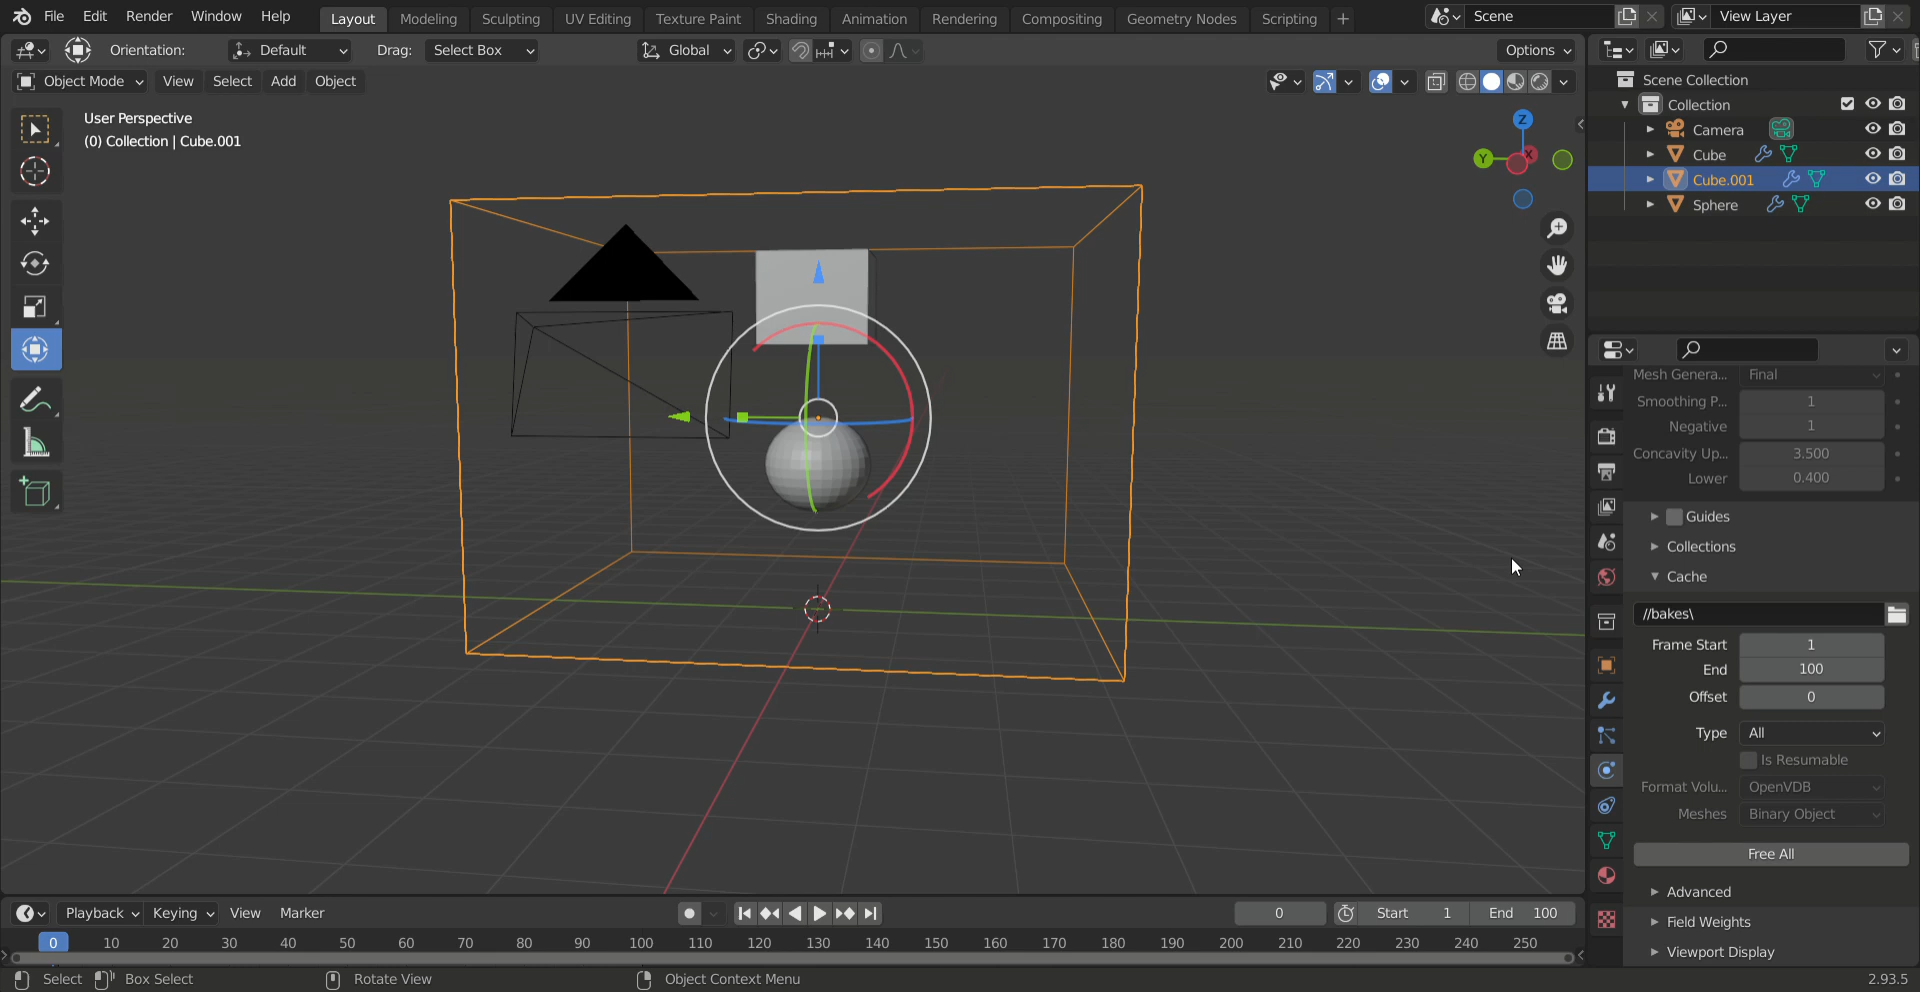 File Edit Render Window Help Layout Modeling Sculpting UV Editing Texture Paint Shading Animation Rendering Compositing Geometry Nodes Scripting + Scene View Layer
Orientation: Default Drag: Select Box Global Options
Object Mode View Select Add Object
User Perspective
(0) Collection | Cube.001
Z
Y
X
Scene Collection
Collection
Camera
Cube
Cube.001
Sphere
Mesh Genera... Final
Smoothing P... 1
Negative 1
Concavity Up... 3.500
Lower 0.400
Guides
Collections
Cache
//bakes\
Frame Start 1
End 100
Offset 0
Type All
Is Resumable
Format Volu... OpenVDB
Meshes Binary Object
Free All
Advanced
Field Weights
Viewport Display
Playback Keying View Marker 0 Start 1 End 100
0 10 20 30 40 50 60 70 80 90 100 110 120 130 140 150 160 170 180 190 200 210 220 230 240 250
Select Box Select Rotate View Object Context Menu 2.93.5